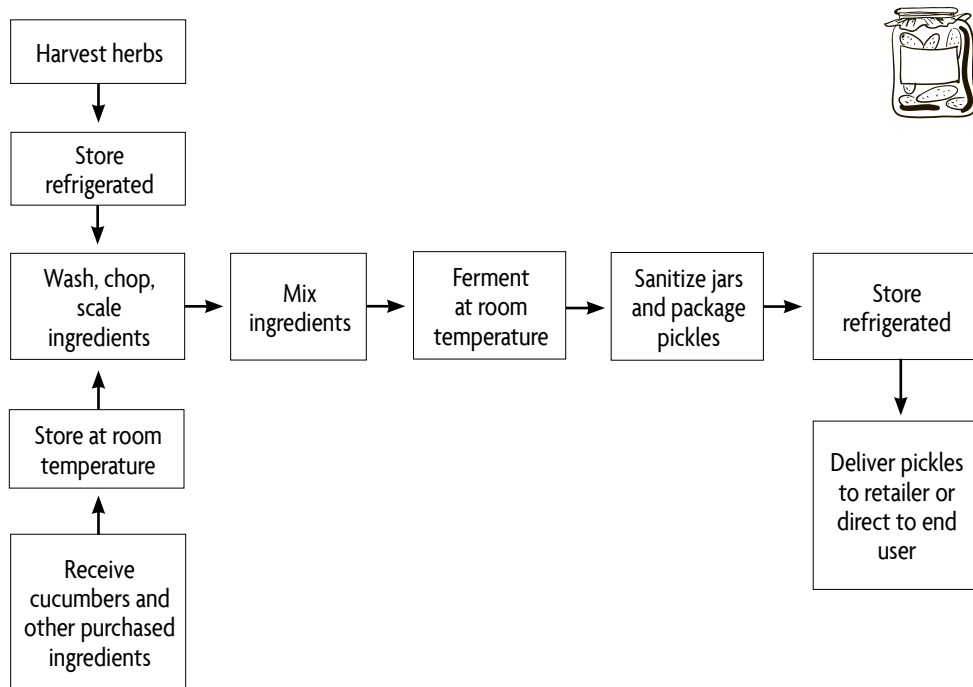 Harvest herbs
Store
refrigerated
Wash, chop,
scale
ingredients
Store at room
temperature
Receive
cucumbers and
other purchased
ingredients
Mix
ingredients
Ferment
at room
temperature
Sanitize jars
and package
pickles
Store
refrigerated
Deliver pickles
to retailer or
direct to end
user